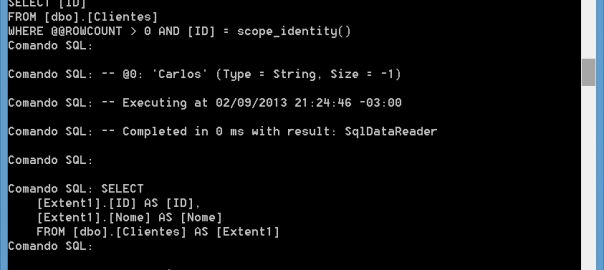 SELECT [ID]
FROM [dbo].[Clientes]
WHERE @@ROWCOUNT > 0 AND [ID] = scope_identity()
Comando SQL:
Comando SQL: -- @0: 'Carlos' (Type = String, Size = -1)
Comando SQL: -- Executing at 02/09/2013 21:24:46 -03:00
Comando SQL: -- Completed in 0 ms with result: SqlDataReader
Comando SQL:
Comando SQL: SELECT
[Extent1].[ID] AS [ID],
[Extent1].[Nome] AS [Nome]
FROM [dbo].[Clientes] AS [Extent1]
Comando SQL: